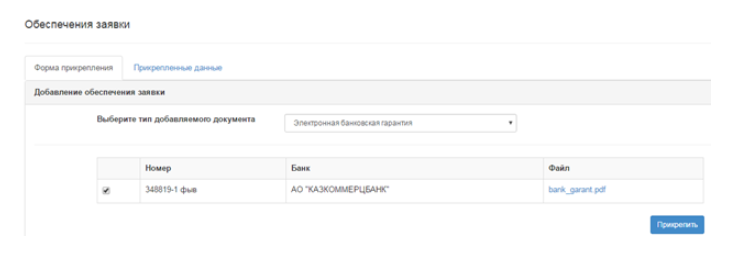 Обеспечения заявки
Форма прикрепления Прикрепленные данные
Добавление обеспечения заявки
Выберите тип добавляемого документа Электронная банковская гарантия
Номер Банк Файл
348819-1 фыв АО "КАЗКОММЕРЦБАНК" bank_garant.pdf
Прикрепить